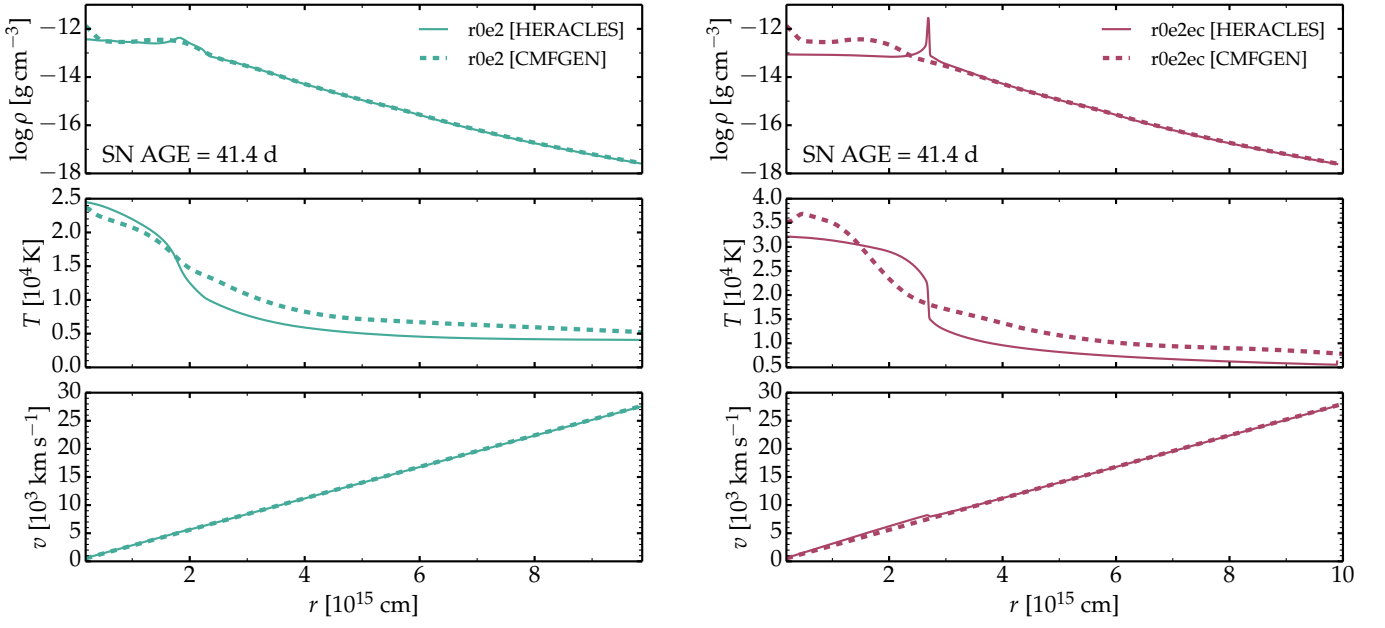 −12
−14
−16
−18
log ρ [g cm⁻³]
r0e2 [HERACLES]
r0e2 [CMFGEN]
SN AGE = 41.4 d
2.5
2.0
1.5
1.0
0.5
0.0
T [10⁴ K]
30
25
20
15
10
5
0
v [10³ km s⁻¹]
2 4 6 8
r [10¹⁵ cm]
−12
−14
−16
−18
log ρ [g cm⁻³]
r0e2ec [HERACLES]
r0e2ec [CMFGEN]
SN AGE = 41.4 d
4.0
3.5
3.0
2.5
2.0
1.5
1.0
0.5
T [10⁴ K]
30
25
20
15
10
5
0
v [10³ km s⁻¹]
2 4 6 8 10
r [10¹⁵ cm]